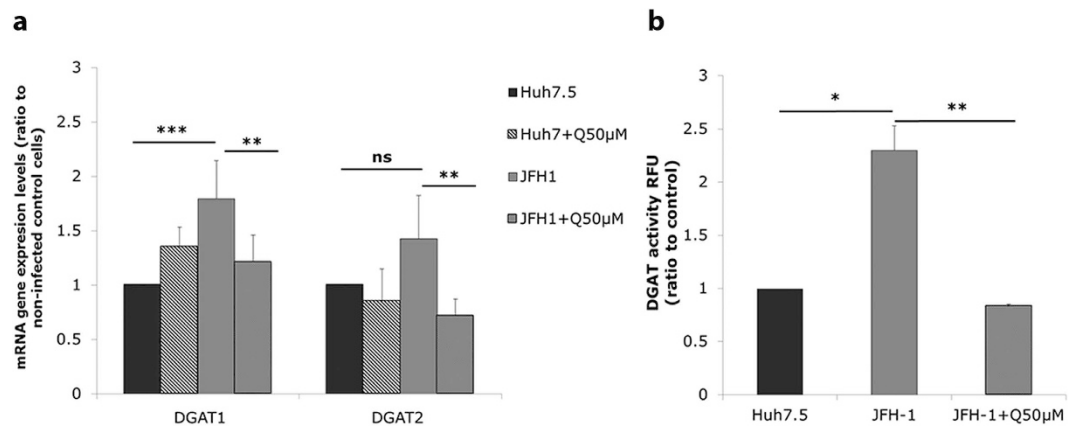 a
mRNA gene expresion levels (ratio to
non-infected control cells)
3
2.5
2
1.5
1
0.5
0
***
**
ns
**
DGAT1
DGAT2
Huh7.5
Huh7+Q50µM
JFH1
JFH1+Q50µM
b
DGAT activity RFU
(ratio to control)
3
2.5
2
1.5
1
0.5
0
*
**
Huh7.5
JFH-1
JFH-1+Q50µM